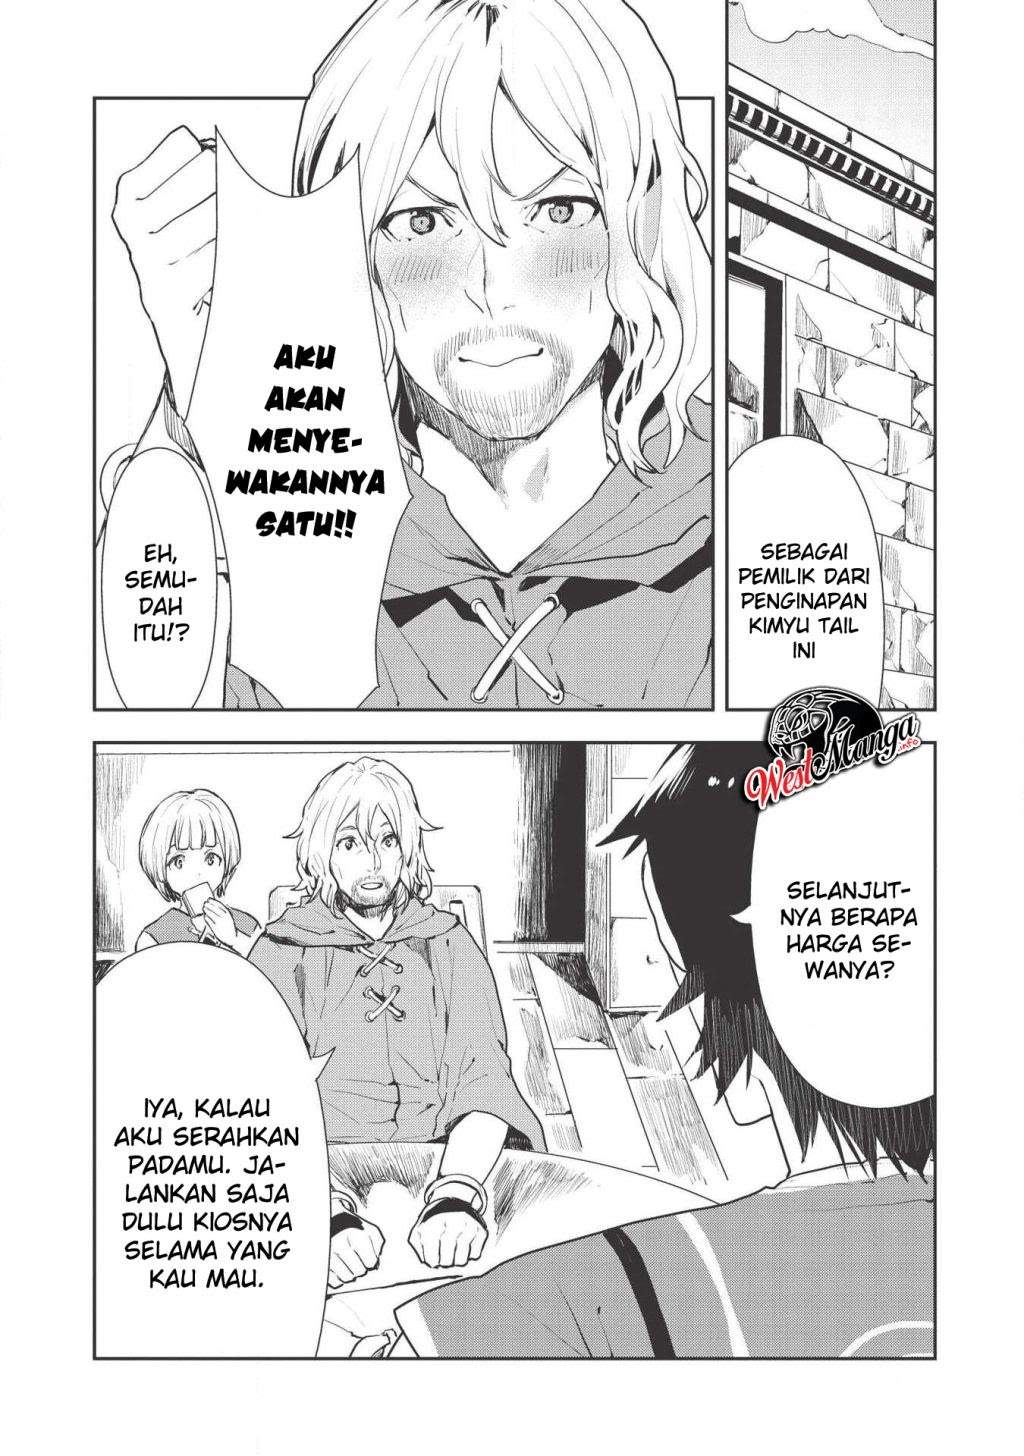 SEBAGAI
PEMILIK DARI
PENGINAPAN
KIMYU TAIL
INI
AKU
AKAN
MENYE-
WAKANNYA
SATU!!
EH,
SEMU-
DAH
ITU!?
WestManga
.info
SELANJUT-
NYA BERAPA
HARGA SE-
WANYA?
IYA, KALAU
AKU SERAHKAN
PADAMU. JA-
LANKAN SAJA
DULU KIOSNYA
SELAMA YANG
KAU MAU.